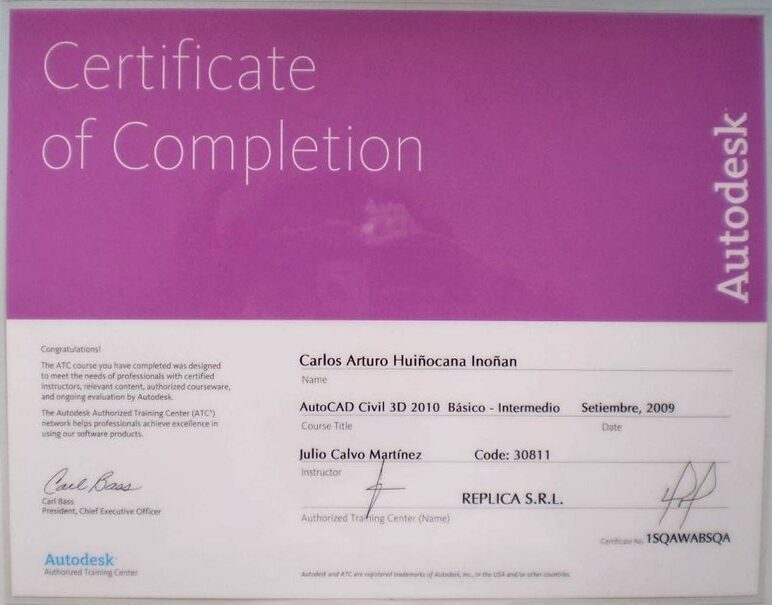 Certificate
of Completion
Autodesk
Congratulations!
The ATC course you have completed was designed
to meet the needs of professionals with certified
instructors, relevant content, authorized courseware,
and ongoing evaluation by Autodesk.
The Autodesk Authorized Training Center (ATC®)
network helps professionals achieve excellence in
using our software products.
Carl Bass
Carl Bass
President, Chief Executive Officer
Autodesk
Authorized Training Center
Carlos Arturo Huiñocana Inoñan
Name
AutoCAD Civil 3D 2010 Básico - Intermedio Setiembre, 2009
Course Title Date
Julio Calvo Martínez Code: 30811
Instructor
REPLICA S.R.L.
Authorized Training Center (Name)
Certificate No. 1SQAWABSQA
Autodesk and ATC are registered trademarks of Autodesk, Inc., in the USA and/or other countries.